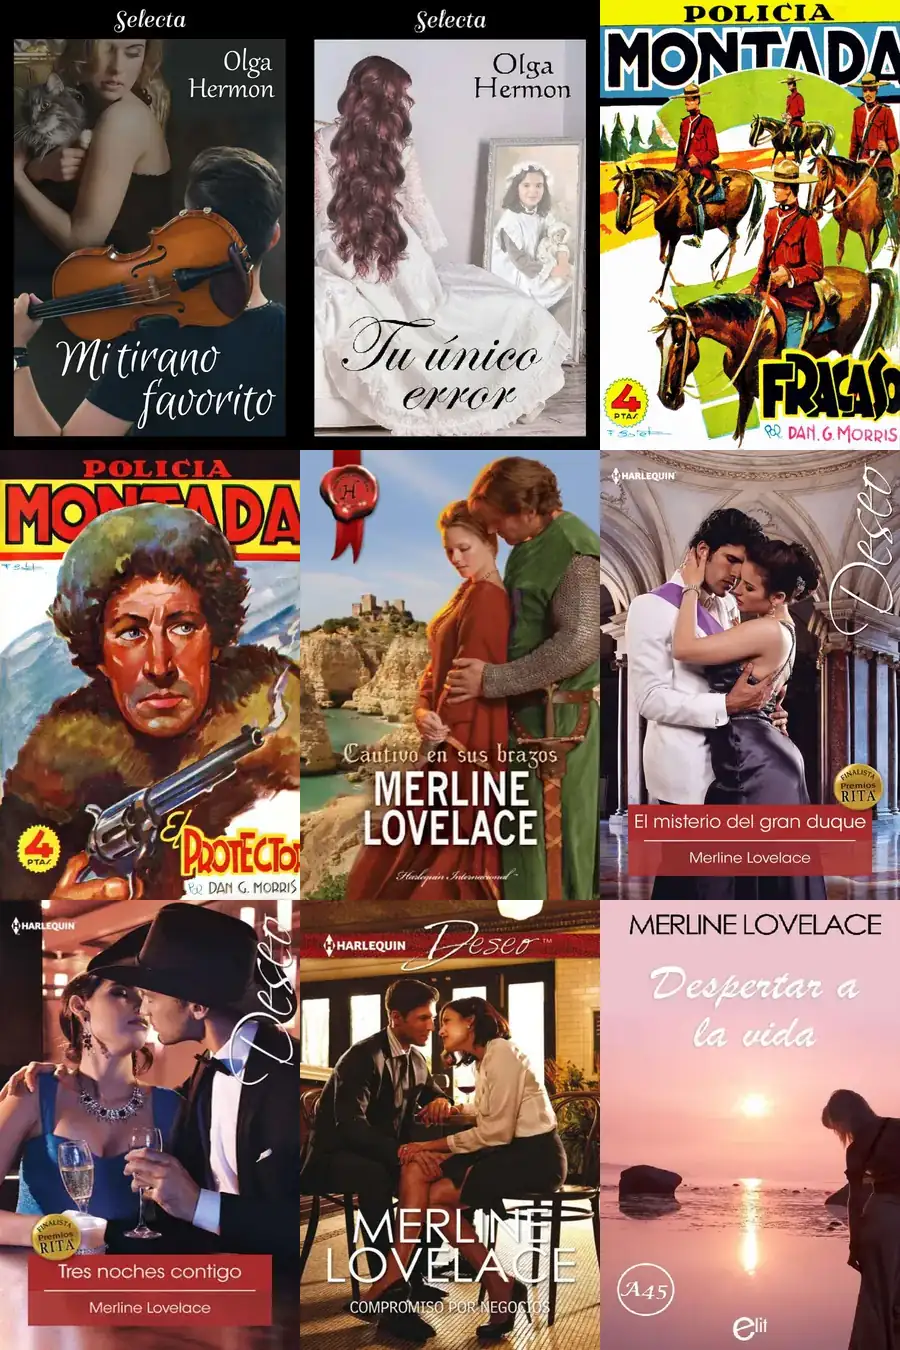 Selecta
Olga
Hermon
Mi tirano
favorito
Selecta
Olga
Hermon
Tu único
error
POLICIA
MONTADA
4
PTAS
FRACASO
POR DAN. G. MORRIS
POLICIA
MONTADA
4
PTAS
El
PROTECTOR
POR DAN G. MORRIS
H
Cautivo en sus brazos
MERLINE
LOVELACE
Harlequin Internacional
HARLEQUIN
Deseo
FINALISTA
Premios
RITA
El misterio del gran duque
Merline Lovelace
HARLEQUIN
Deseo
FINALISTA
Premios
RITA
Tres noches contigo
Merline Lovelace
HARLEQUIN Deseo™
MERLINE
LOVELACE
COMPROMISO POR NEGOCIOS
MERLINE LOVELACE
Despertar a
la vida
A45
elit